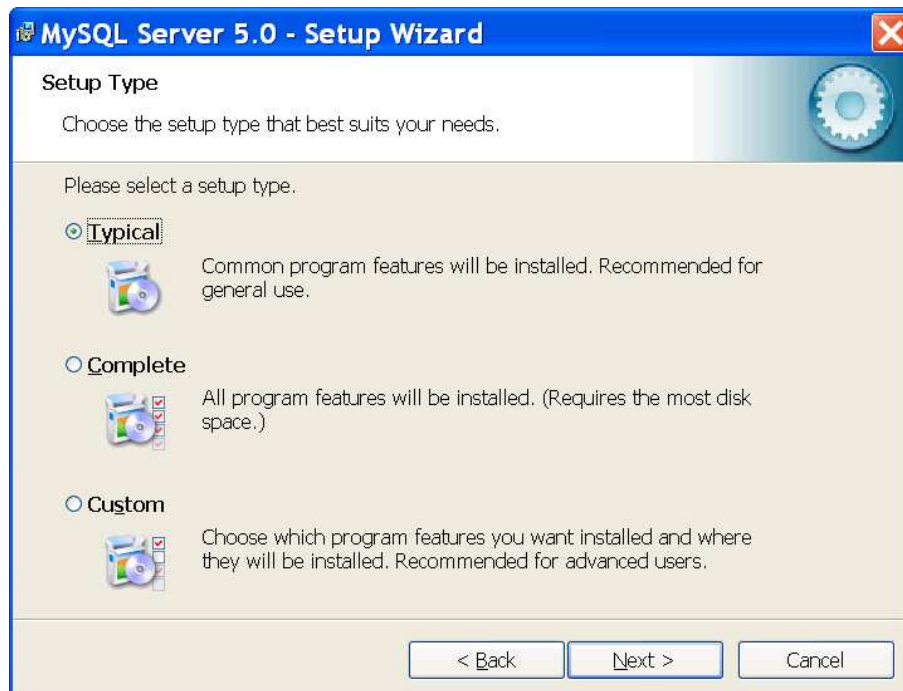 MySQL Server 5.0 - Setup Wizard
Setup Type
Choose the setup type that best suits your needs.
Please select a setup type.
Typical
Common program features will be installed. Recommended for
general use.
Complete
All program features will be installed. (Requires the most disk
space.)
Custom
Choose which program features you want installed and where
they will be installed. Recommended for advanced users.
< Back
Next >
Cancel